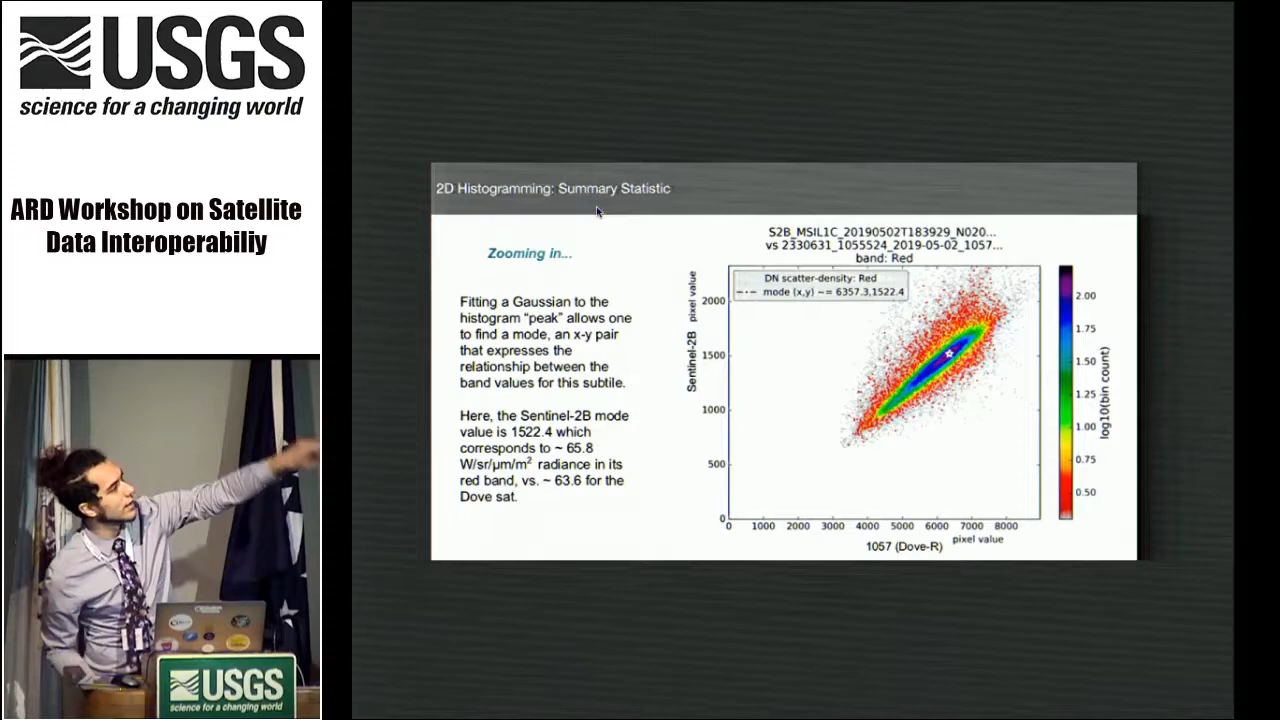 USGS
science for a changing world
ARD Workshop on Satellite
Data Interoperabiliy
2D Histogramming: Summary Statistic
Zooming in...
Fitting a Gaussian to the
histogram “peak” allows one
to find a mode, an x-y pair
that expresses the
relationship between the
band values for this subtile.
Here, the Sentinel-2B mode
value is 1522.4 which
corresponds to ~ 65.8
W/sr/μm/m² radiance in its
red band, vs. ~ 63.6 for the
Dove sat.
S2B_MSIL1C_20190502T183929_N020...
vs 2330631_1055524_2019-05-02_1057...
band: Red
DN scatter-density: Red
mode (x,y) ~= 6357.3,1522.4
Sentinel-2B pixel value
2000
1500
1000
500
0
0 1000 2000 3000 4000 5000 6000 7000 8000
1057 (Dove-R) pixel value
2.00
1.75
1.50
1.25
1.00
0.75
0.50
log10(bin count)
USGS
science for a changing world